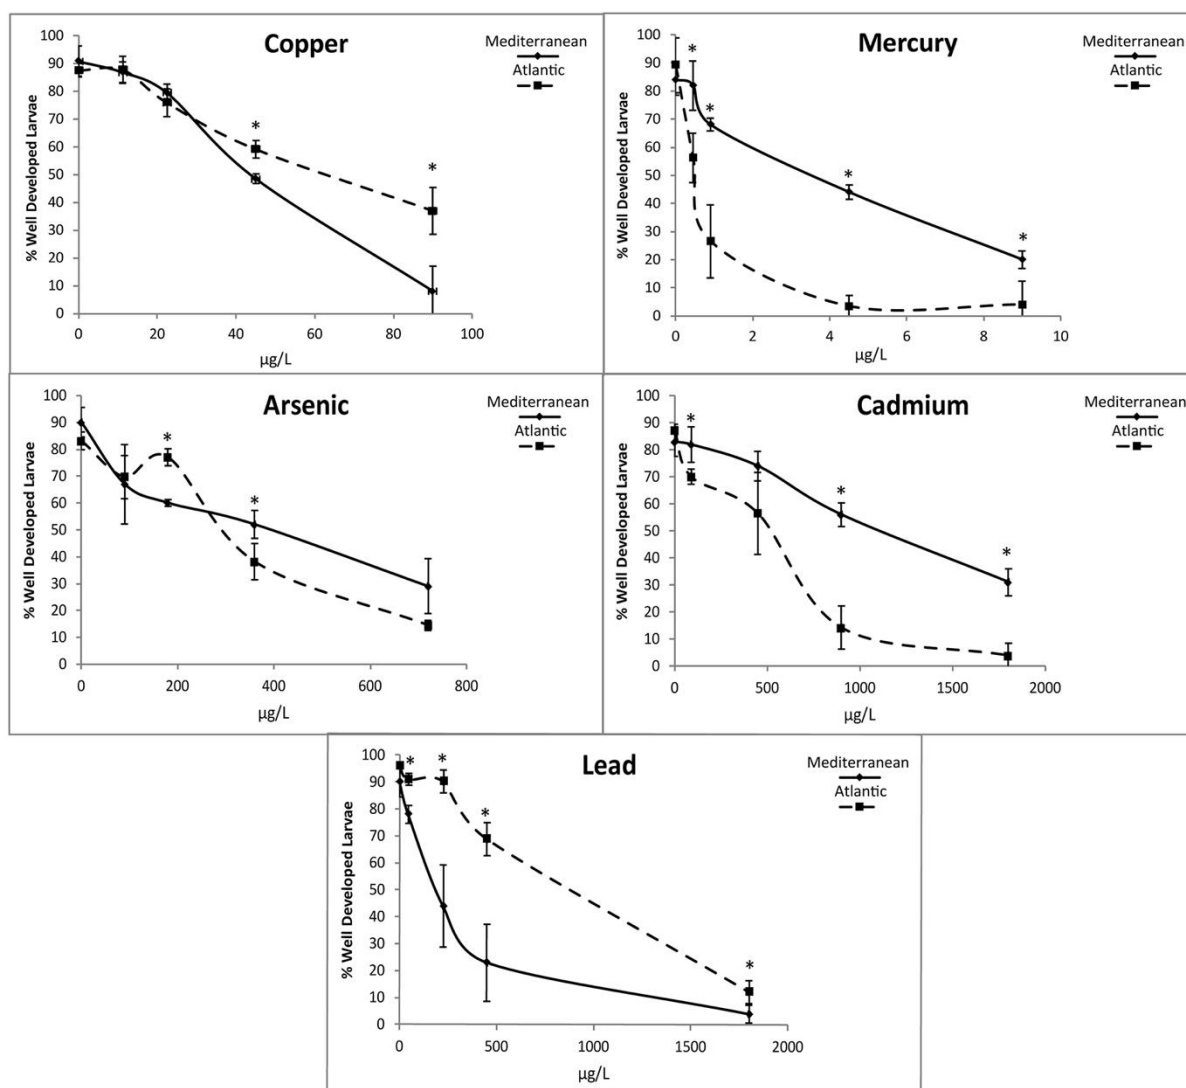 Copper
Mediterranean
Atlantic
% Well Developed Larvae
100
90
80
70
60
50
40
30
20
10
0
0 20 40 60 80 100
µg/L
* *
Mercury
Mediterranean
Atlantic
% Well Developed Larvae
100
90
80
70
60
50
40
30
20
10
0
0 2 4 6 8 10
µg/L
* * * *
Arsenic
Mediterranean
Atlantic
% Well Developed Larvae
100
90
80
70
60
50
40
30
20
10
0
0 200 400 600 800
µg/L
* *
Cadmium
Mediterranean
Atlantic
% Well Developed Larvae
100
90
80
70
60
50
40
30
20
10
0
0 500 1000 1500 2000
µg/L
* * *
Lead
Mediterranean
Atlantic
% Well Developed Larvae
100
90
80
70
60
50
40
30
20
10
0
0 500 1000 1500 2000
µg/L
* * * *